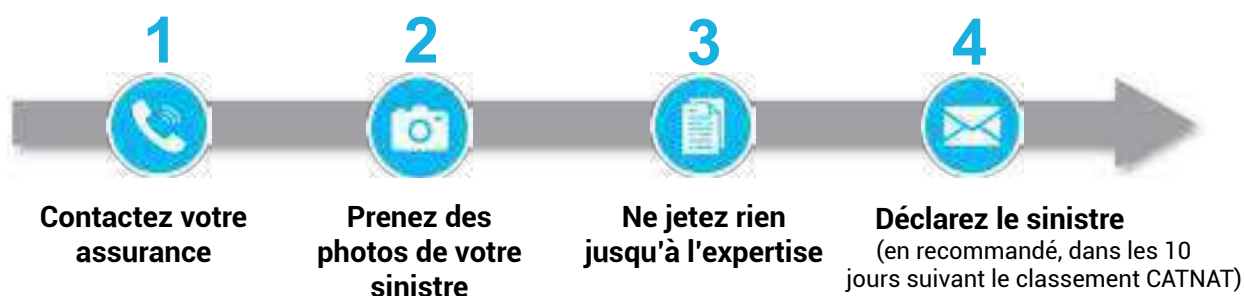 1
2
3
4
Contactez votre
assurance
Prenez des
photos de votre
sinistre
Ne jetez rien
jusqu'à l'expertise
Déclarez le sinistre
(en recommandé, dans les 10
jours suivant le classement CATNAT)